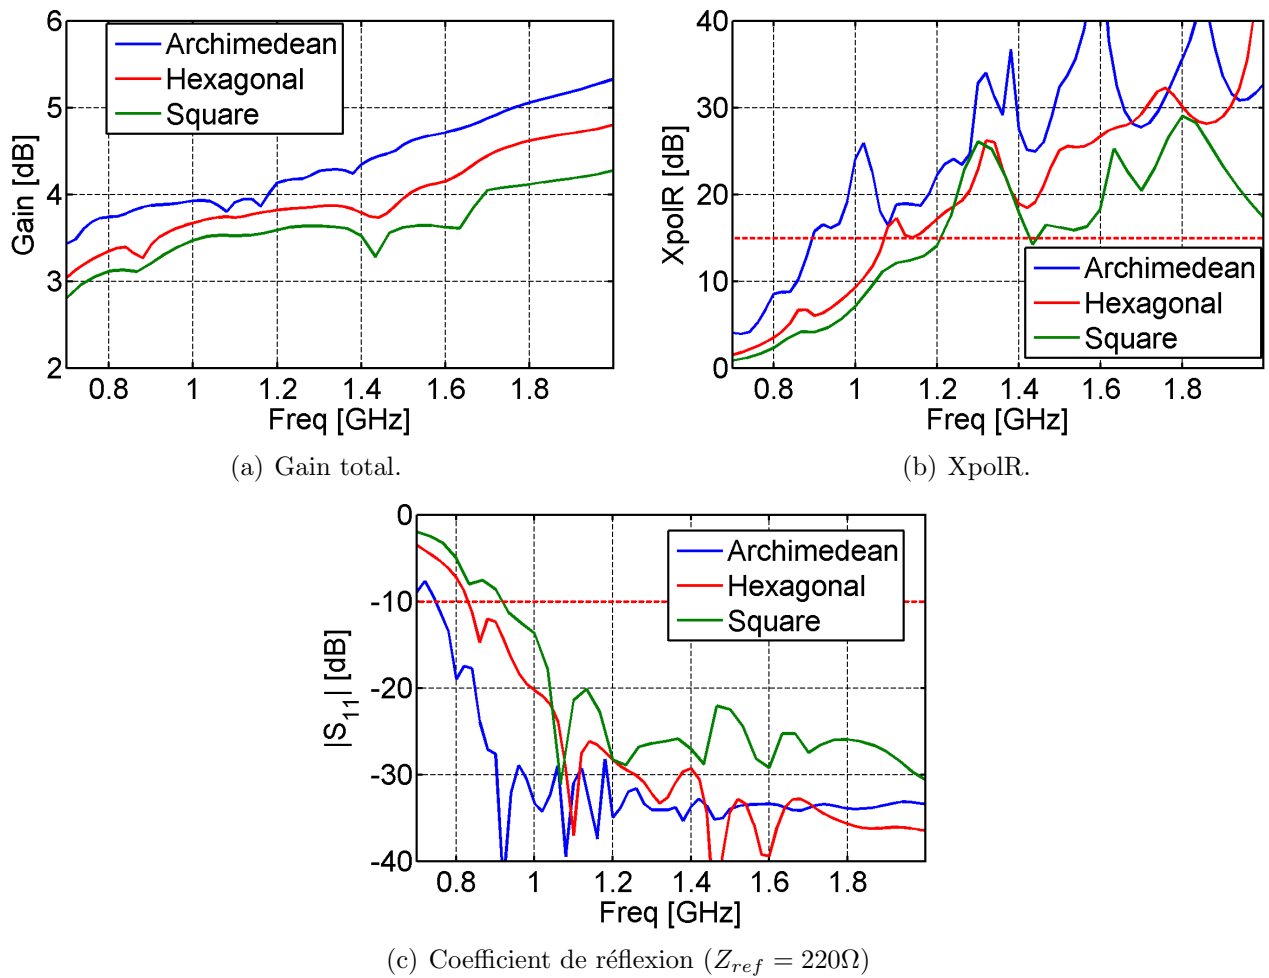 6
5
4
3
2
Gain [dB]
Archimedean
Hexagonal
Square
0.8 1 1.2 1.4 1.6 1.8
Freq [GHz]
(a) Gain total.
40
30
20
10
0
XpolR [dB]
Archimedean
Hexagonal
Square
0.8 1 1.2 1.4 1.6 1.8
Freq [GHz]
(b) XpolR.
0
-10
-20
-30
-40
|S11| [dB]
Archimedean
Hexagonal
Square
0.8 1 1.2 1.4 1.6 1.8
Freq [GHz]
(c) Coefficient de réflexion (Zref = 220Ω)